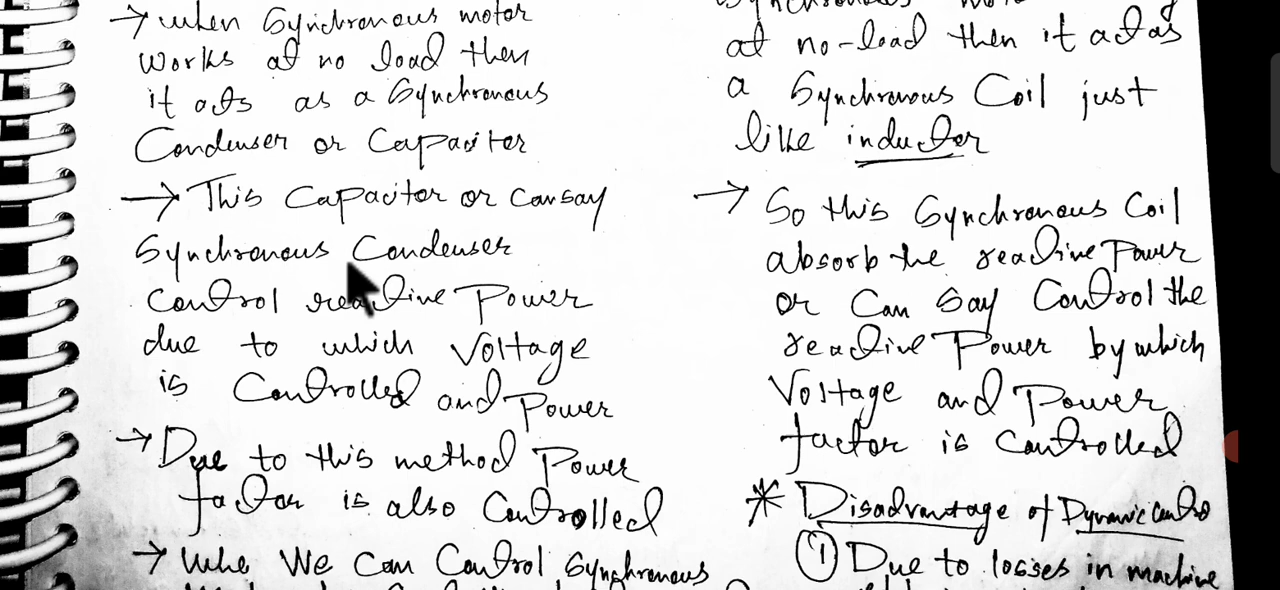 → when Synchronous motor
works at no load then
it acts as a Synchronous
Condenser or Capacitor
→ This Capacitor or can say
Synchronous Condenser
Control reactive Power
due to which Voltage
is Controlled and Power
→ Due to this method Power
factor is also Controlled
→ We Can Control Synchronous
at no-load then it act as
a Synchronous Coil just
like inductor
→ So this Synchronous Coil
absorb the reactive Power
or Can Say Control the
reactive Power by which
Voltage and Power
factor is Controlled
* Disadvantage of Dynamic
① Due to losses in machine